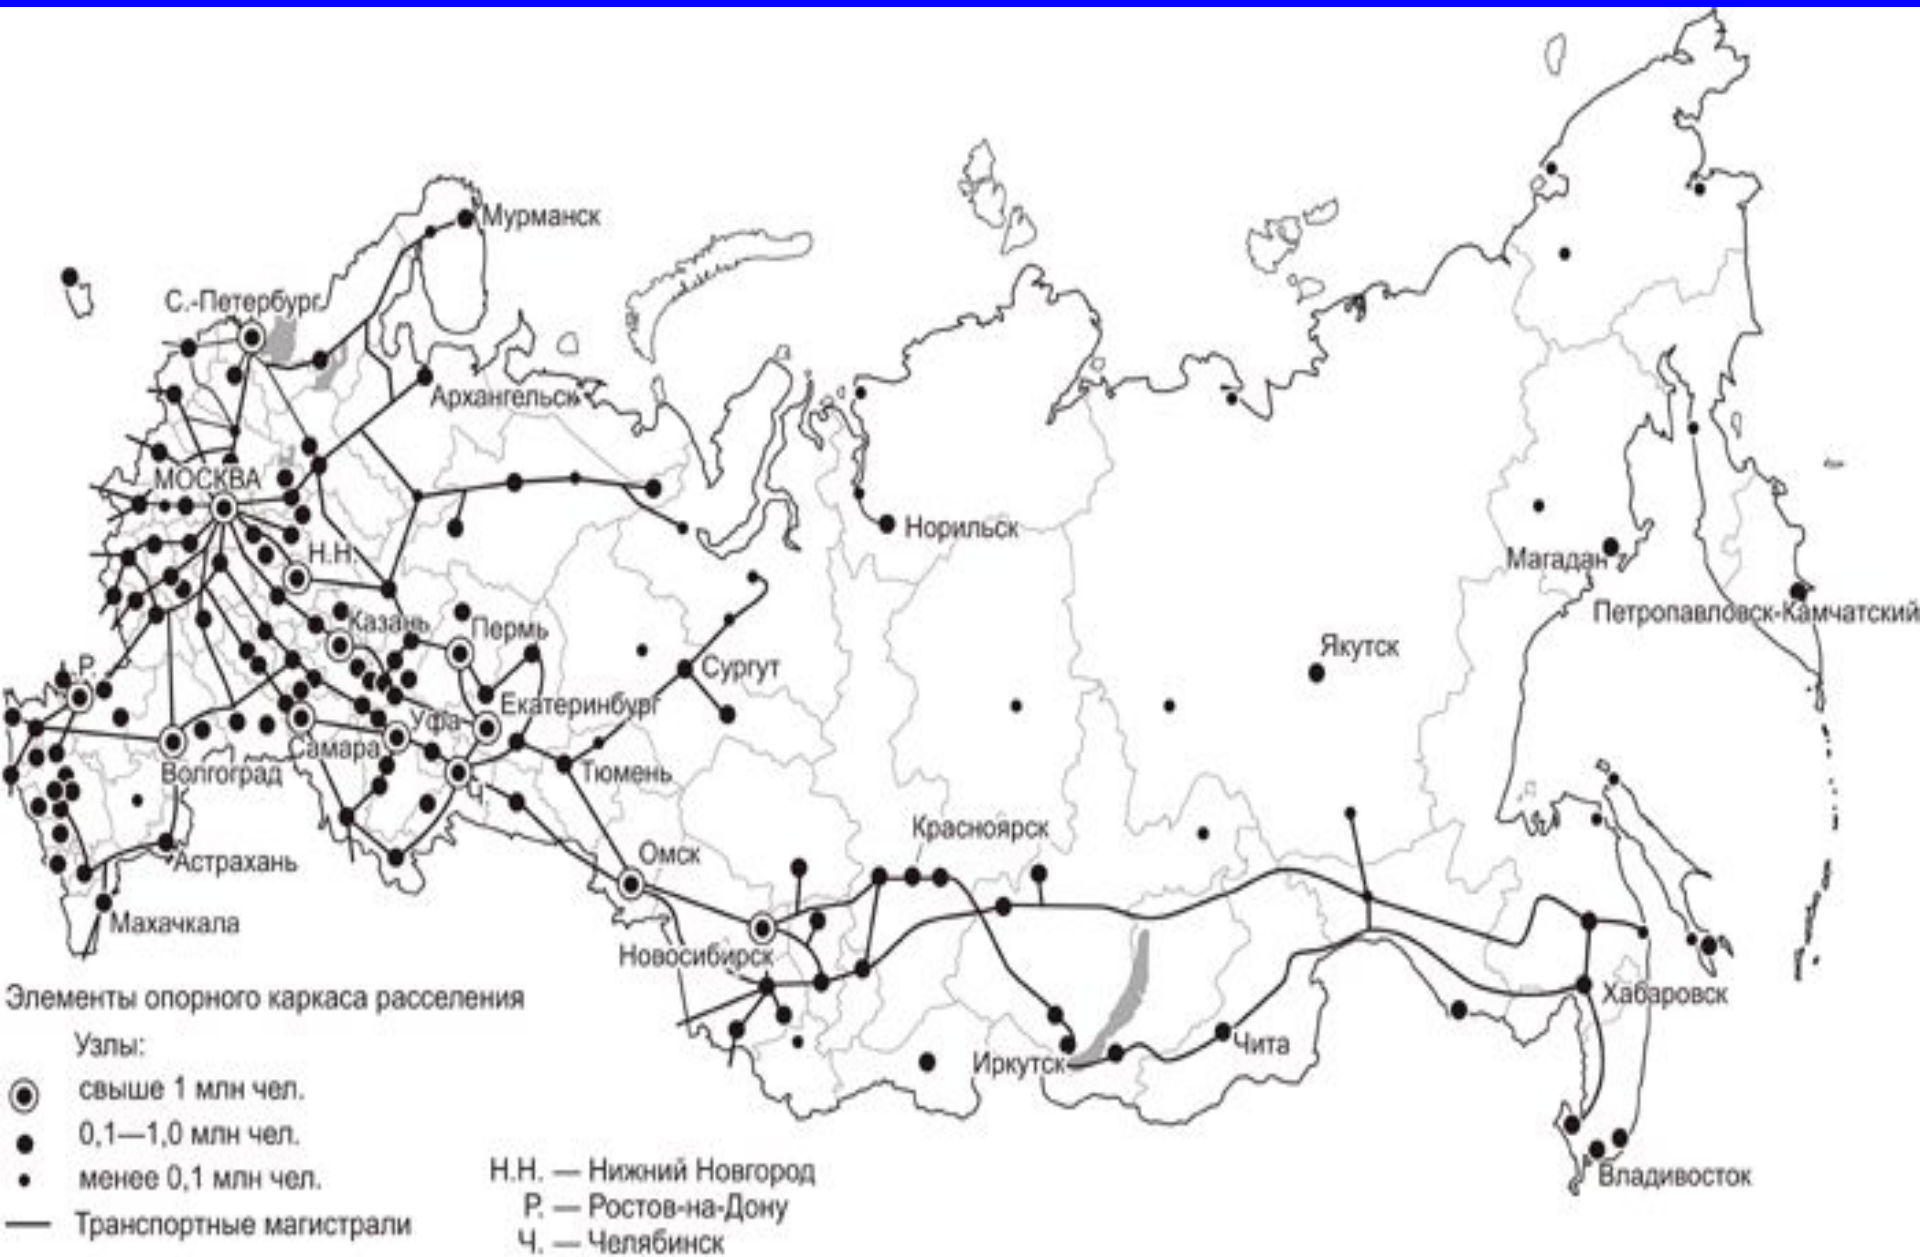 Мурманск
С.-Петербург
Архангельск
МОСКВА
Норильск
Н.Н.
Магадан
Казань
Пермь
Петропавловск-Камчатский
Якутск
Р.
Сургут
Екатеринбург
Уфа
Самара
Волгоград
Тюмень
Ч.
Красноярск
Омск
Астрахань
Махачкала
Новосибирск
Хабаровск
Чита
Иркутск
Владивосток
Элементы опорного каркаса расселения
Узлы:
свыше 1 млн чел.
0,1—1,0 млн чел.
менее 0,1 млн чел.
Транспортные магистрали
Н.Н. — Нижний Новгород
Р. — Ростов-на-Дону
Ч. — Челябинск